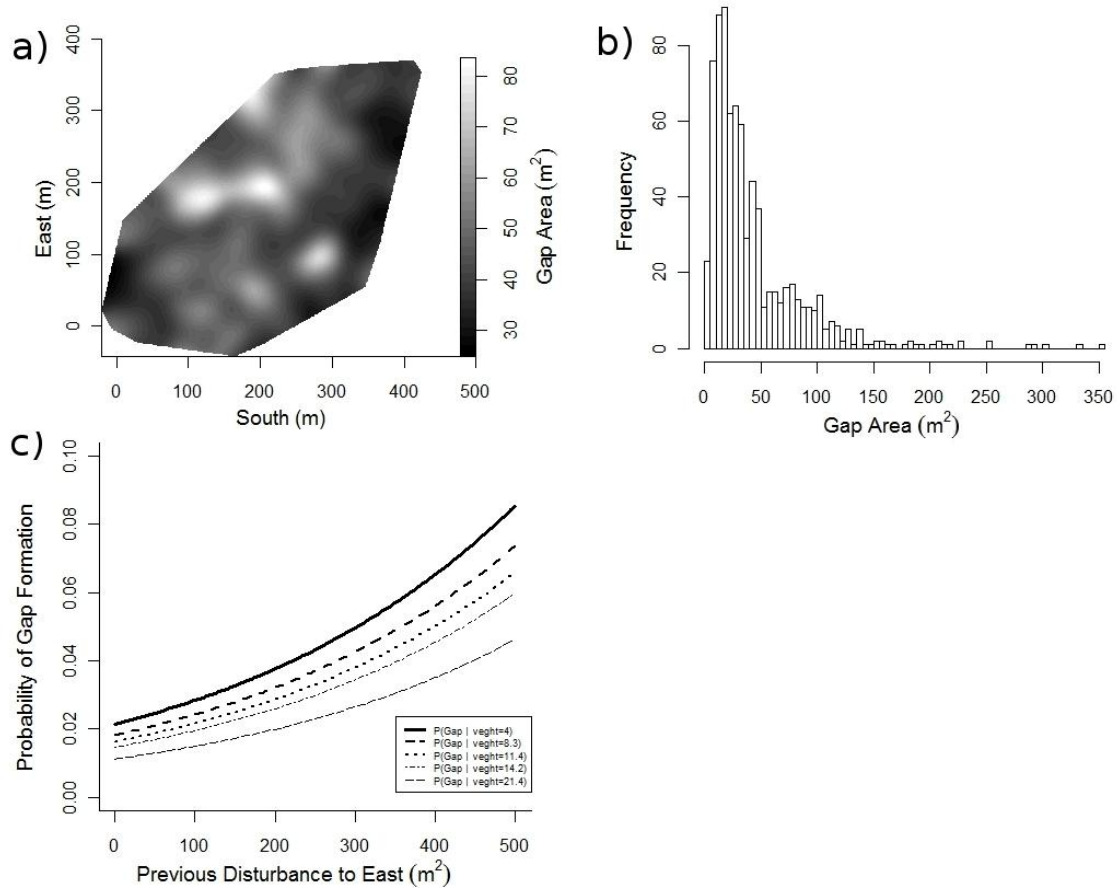 a)
400
300
200
100
0
East (m)
0
100
200
300
400
500
South (m)
80
70
60
50
40
30
Gap Area (m²)
b)
80
60
40
20
0
Frequency
0
50
100
150
200
250
300
350
Gap Area (m²)
c)
0.10
0.08
0.06
0.04
0.02
0.00
Probability of Gap Formation
P(Gap | veght=4)
P(Gap | veght=8.3)
P(Gap | veght=11.4)
P(Gap | veght=14.2)
P(Gap | veght=21.4)
0
100
200
300
400
500
Previous Disturbance to East (m²)